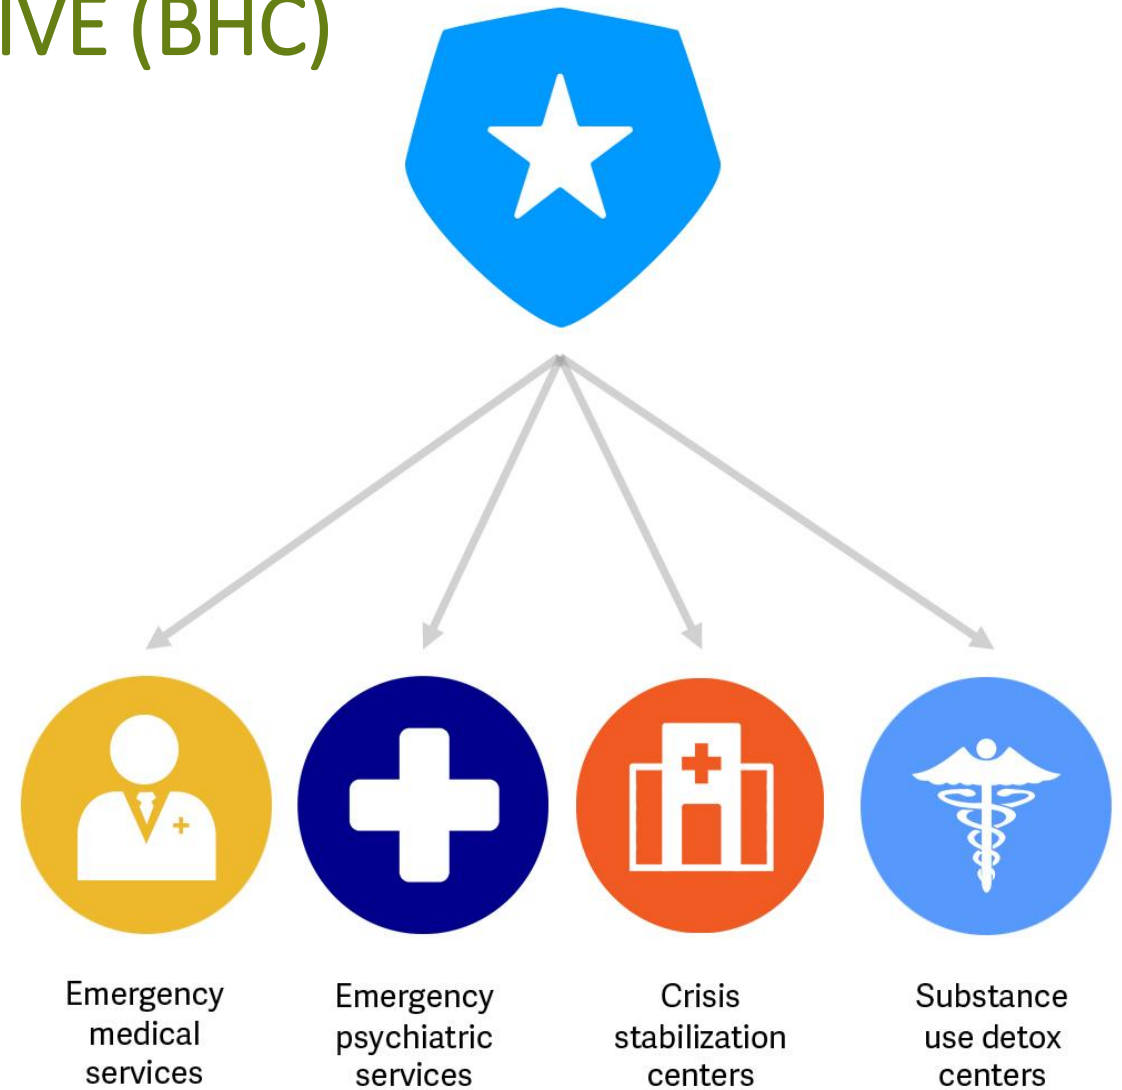 IVE (BHC)
Emergency
medical
services
Emergency
psychiatric
services
Crisis
stabilization
centers
Substance
use detox
centers